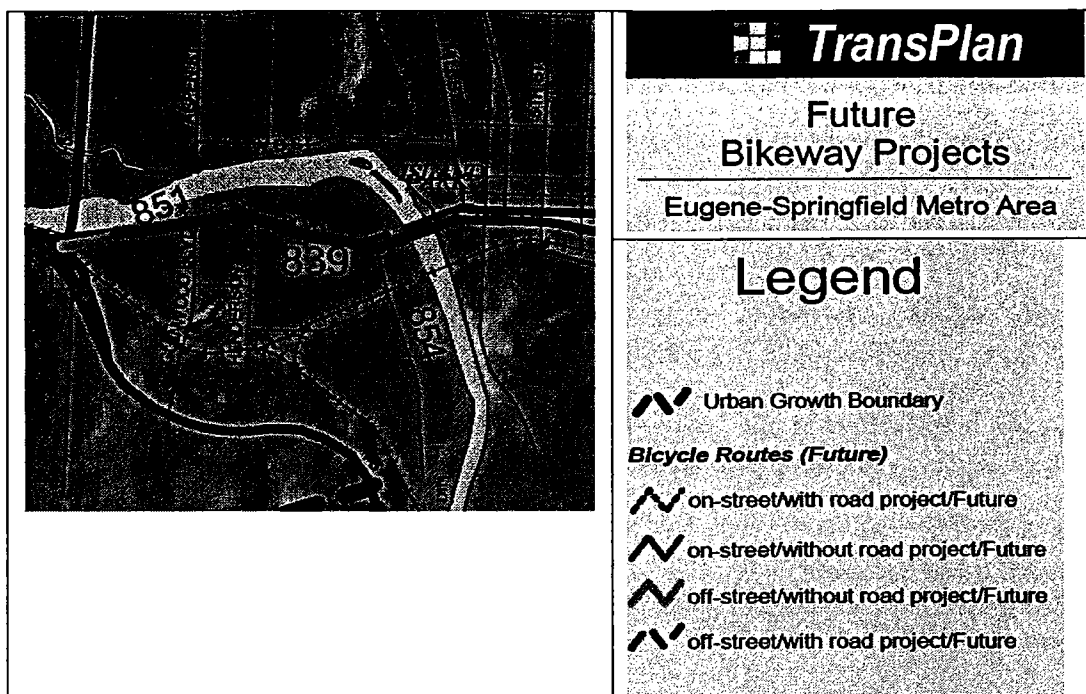 851
839
854
TransPlan
Future
Bikeway Projects
Eugene-Springfield Metro Area
Legend
Urban Growth Boundary
Bicycle Routes (Future)
on-street/with road project/Future
on-street/without road project/Future
off-street/without road project/Future
off-street/with road project/Future